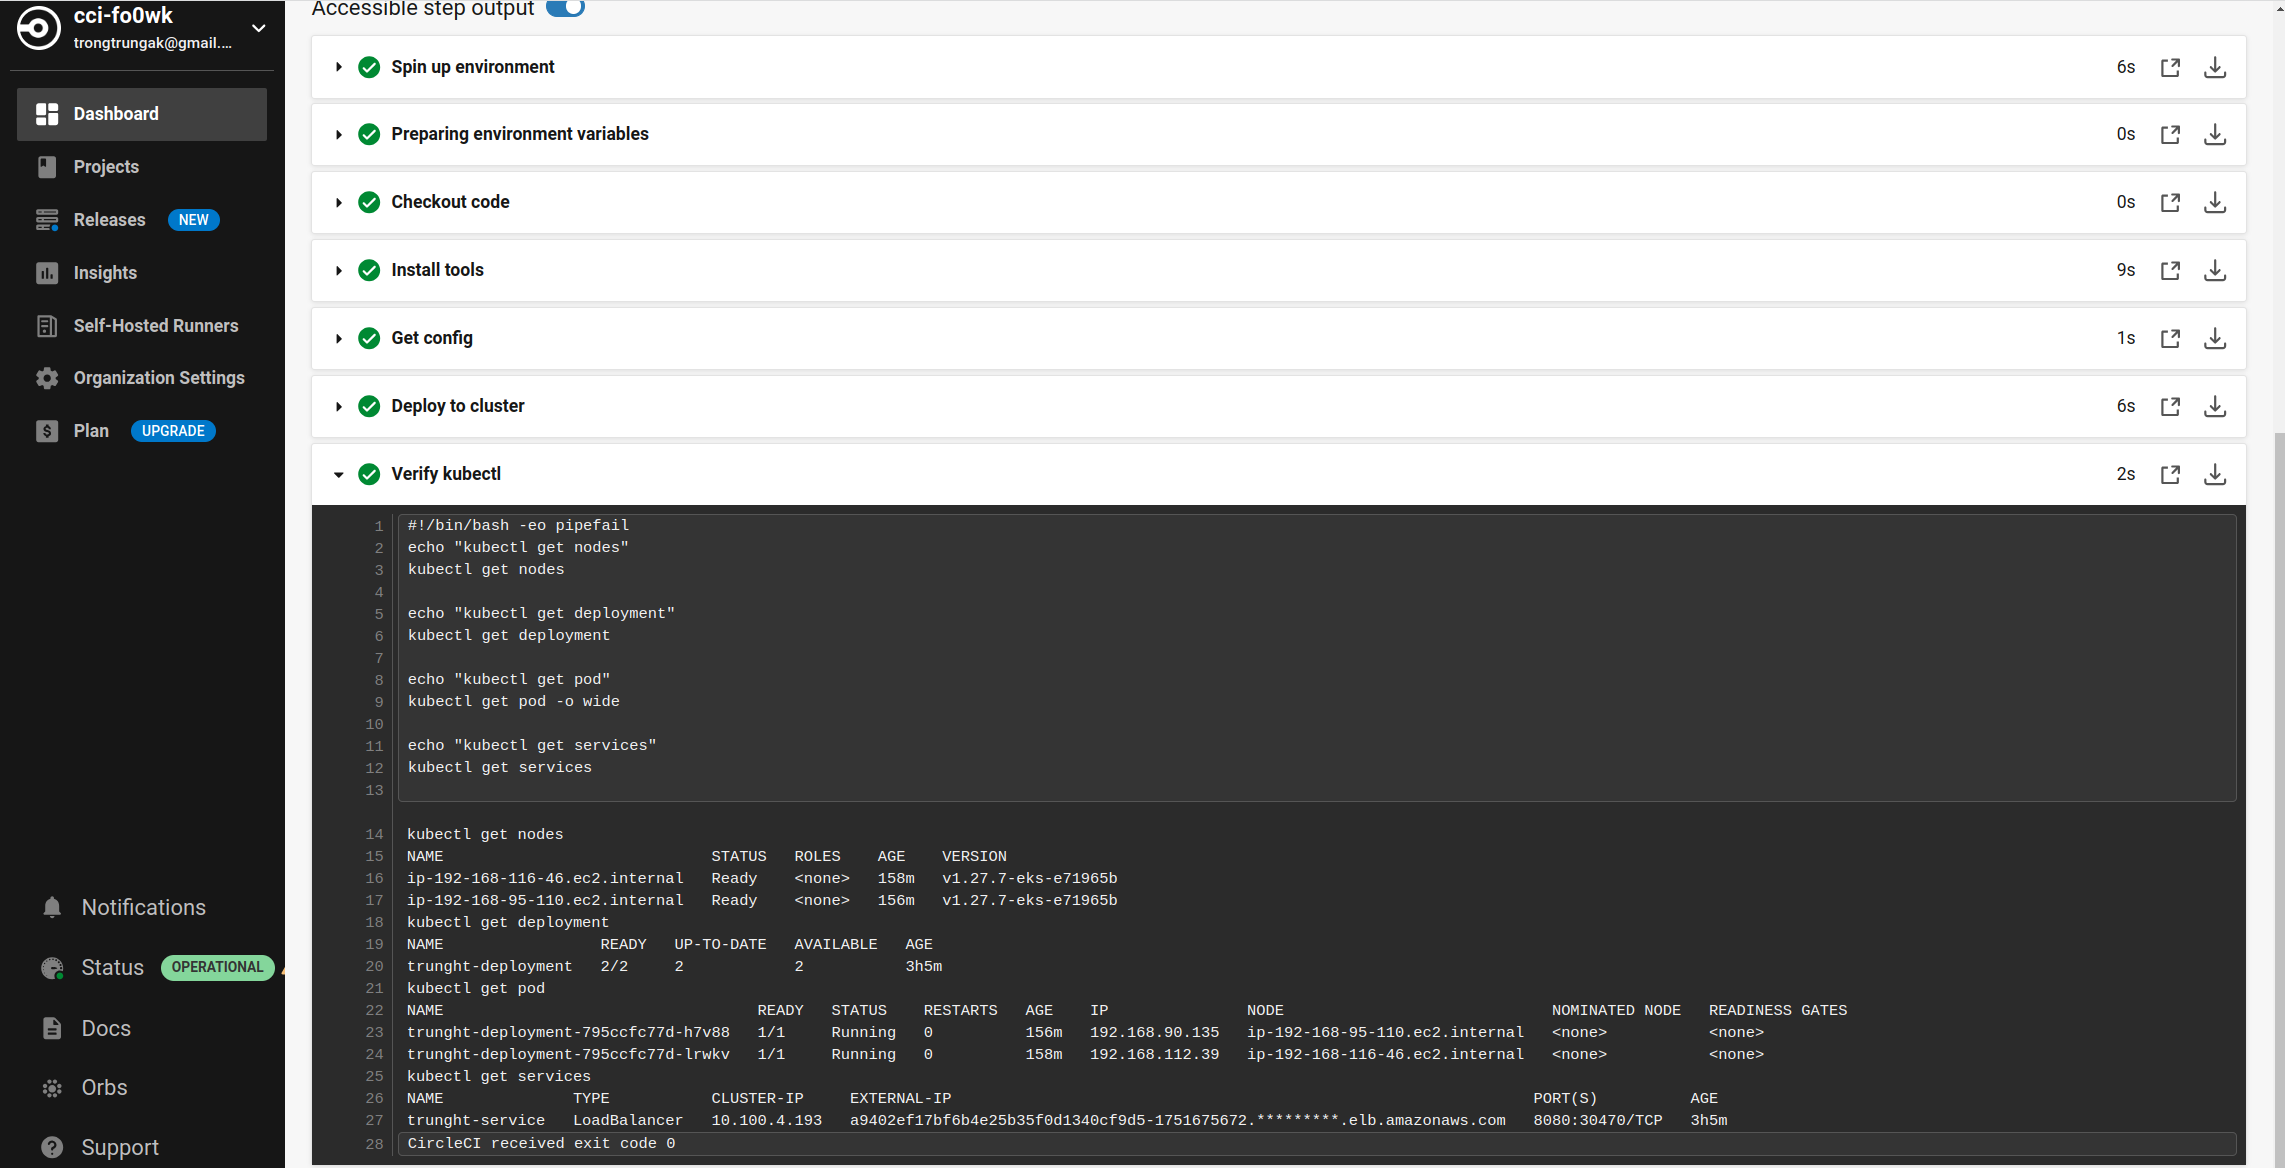 cci-fo0wk
trongtrungak@gmail....
Dashboard
Projects
Releases NEW
Insights
Self-Hosted Runners
Organization Settings
Plan UPGRADE
Notifications
Status OPERATIONAL
Docs
Orbs
Support
Accessible step output
Spin up environment 6s
Preparing environment variables 0s
Checkout code 0s
Install tools 9s
Get config 1s
Deploy to cluster 6s
Verify kubectl 2s
1 #!/bin/bash -eo pipefail
2 echo "kubectl get nodes"
3 kubectl get nodes
4
5 echo "kubectl get deployment"
6 kubectl get deployment
7
8 echo "kubectl get pod"
9 kubectl get pod -o wide
10
11 echo "kubectl get services"
12 kubectl get services
13
14 kubectl get nodes
15 NAME STATUS ROLES AGE VERSION
16 ip-192-168-116-46.ec2.internal Ready <none> 158m v1.27.7-eks-e71965b
17 ip-192-168-95-110.ec2.internal Ready <none> 156m v1.27.7-eks-e71965b
18 kubectl get deployment
19 NAME READY UP-TO-DATE AVAILABLE AGE
20 trunght-deployment 2/2 2 2 3h5m
21 kubectl get pod
22 NAME READY STATUS RESTARTS AGE IP NODE NOMINATED NODE READINESS GATES
23 trunght-deployment-795ccfc77d-h7v88 1/1 Running 0 156m 192.168.90.135 ip-192-168-95-110.ec2.internal <none> <none>
24 trunght-deployment-795ccfc77d-lrwkv 1/1 Running 0 158m 192.168.112.39 ip-192-168-116-46.ec2.internal <none> <none>
25 kubectl get services
26 NAME TYPE CLUSTER-IP EXTERNAL-IP PORT(S) AGE
27 trunght-service LoadBalancer 10.100.4.193 a9402ef17bf6b4e25b35f0d1340cf9d5-1751675672.*********.elb.amazonaws.com 8080:30470/TCP 3h5m
28 CircleCI received exit code 0